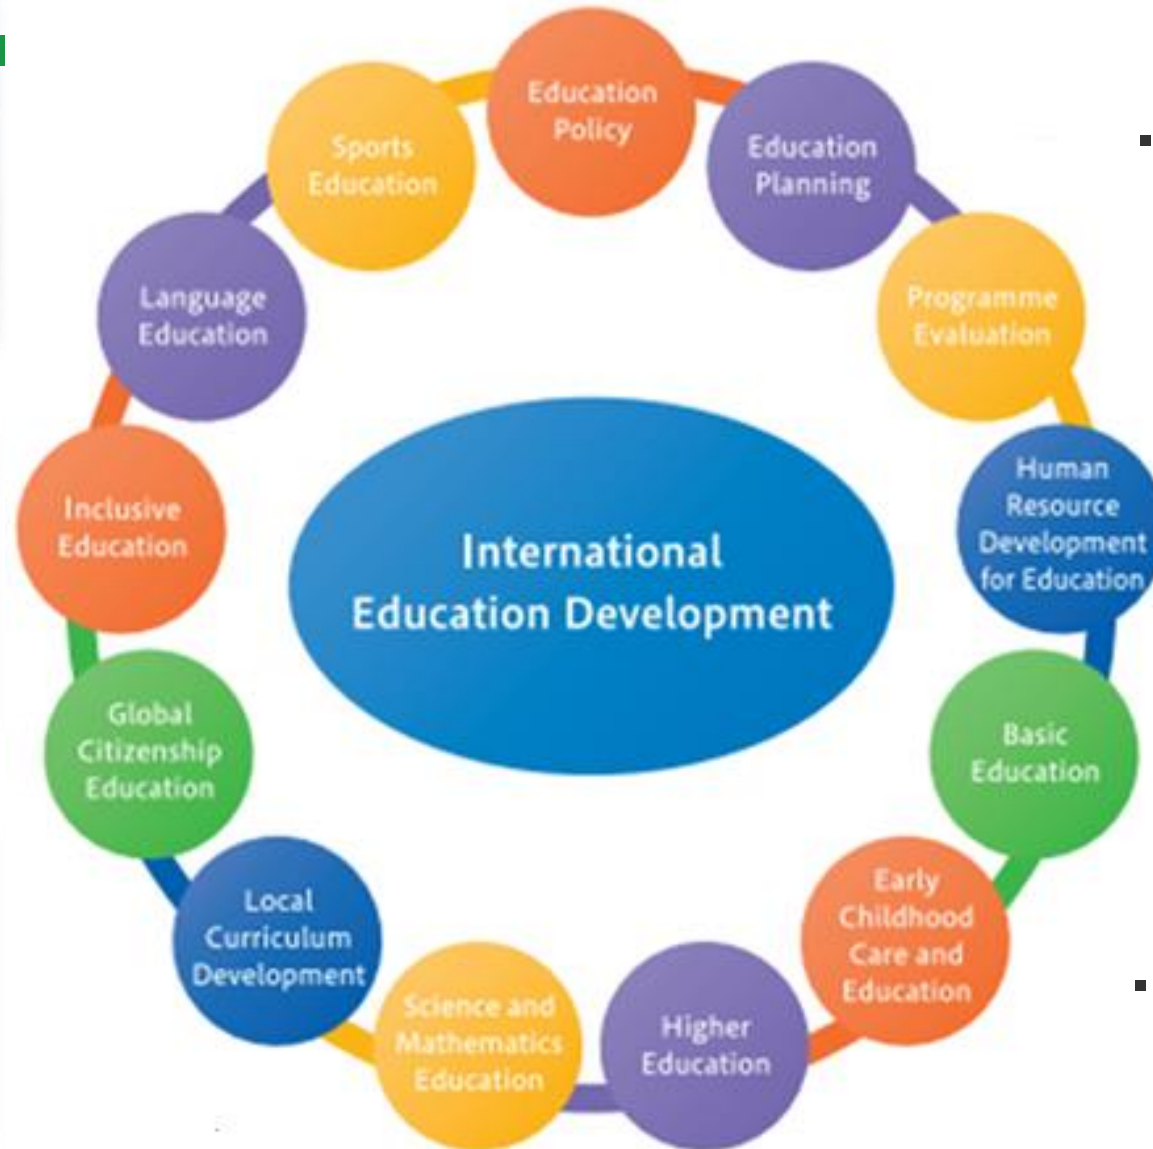 Education
Policy
Education
Planning
Programme
Evaluation
Human
Resource
Development
for Education
Basic
Education
Early
Childhood
Care and
Education
Higher
Education
Science and
Mathematics
Education
Local
Curriculum
Development
Global
Citizenship
Education
Inclusive
Education
Language
Education
Sports
Education
International
Education Development